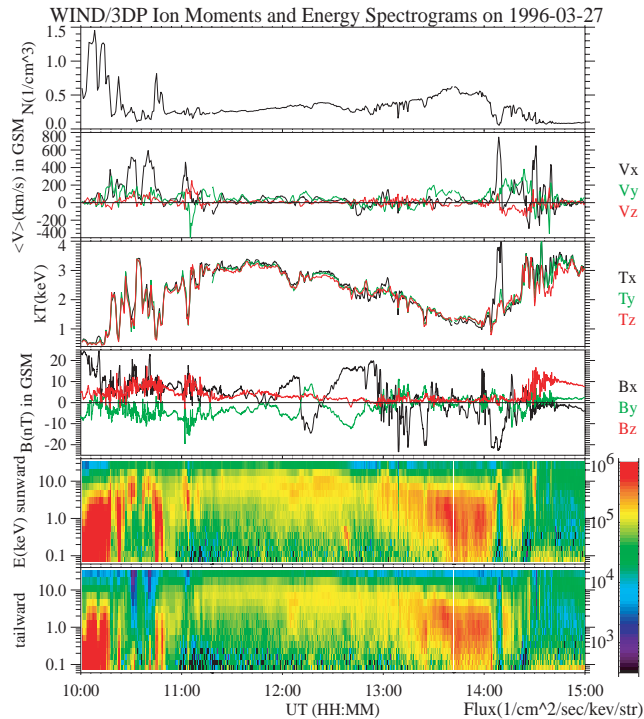 WIND/3DP Ion Moments and Energy Spectrograms on 1996-03-27
N(1/cm^3)
1.5
1.0
0.5
0.0
<V>(km/s) in GSM
800
600
400
200
0
-200
-400
Vx
Vy
Vz
kT(keV)
4
3
2
1
Tx
Ty
Tz
B(nT) in GSM
20
10
0
-10
-20
Bx
By
Bz
E(keV) sunward
10.0
1.0
0.1
tailward
10.0
1.0
0.1
10^6
10^5
10^4
10^3
10:00 11:00 12:00 13:00 14:00 15:00
UT (HH:MM)
Flux(1/cm^2/sec/kev/str)